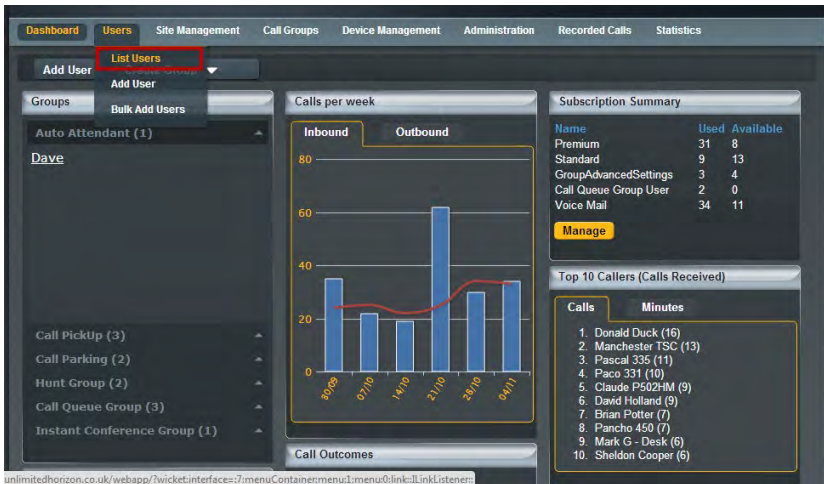 Dashboard Users Site Management Call Groups Device Management Administration Recorded Calls Statistics
List Users
Add User
Bulk Add Users
Add User
Groups
Auto Attendant (1)
Dave
Call PickUp (3)
Call Parking (2)
Hunt Group (2)
Call Queue Group (3)
Instant Conference Group (1)
Calls per week
Inbound Outbound
80
60
40
20
0
30/09 07/10 14/10 21/10 28/10 04/11
Call Outcomes
Subscription Summary
Name Used Available
Premium 31 8
Standard 9 13
GroupAdvancedSettings 3 4
Call Queue Group User 2 0
Voice Mail 34 11
Manage
Top 10 Callers (Calls Received)
Calls Minutes
1. Donald Duck (16)
2. Manchester TSC (13)
3. Pascal 335 (11)
4. Paco 331 (10)
5. Claude P502HM (9)
6. David Holland (9)
7. Brian Potter (7)
8. Pancho 450 (7)
9. Mark G - Desk (6)
10. Sheldon Cooper (6)
unlimitedhorizon.co.uk/webapp/?wicket:interface=:7:menuContainer:menu:1:menu:0:link::ILinkListener::